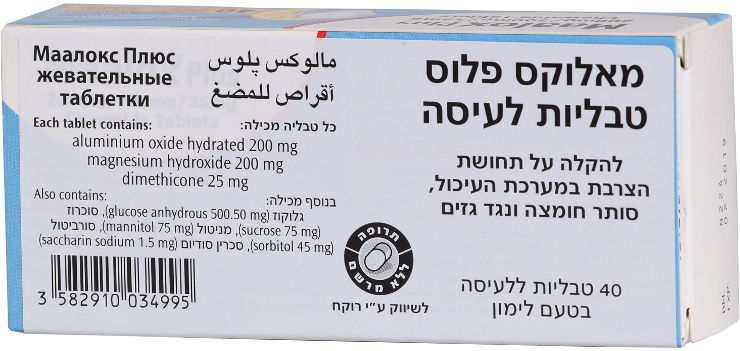 Маалокс Плюс
жевательные
таблетки
مالوكس پلوس
أقراص للمضغ
Each tablet contains:
כל טבליה מכילה:
aluminium oxide hydrated 200 mg
magnesium hydroxide 200 mg
dimethicone 25 mg
Also contains:
בנוסף מכילה:
גלוקוז (glucose anhydrous 500.50 mg), סוכרוז
(sucrose 75 mg), מניטול (mannitol 75 mg), סורביטול
(sorbitol 45 mg), סכרין סודיום (saccharin sodium 1.5 mg)
3 582910 034995
תרופה
ללא מרשם
לשיווק ע״י רוקח
מאלוקס פלוס
טבליות לעיסה
להקלה על תחושת
הצרבת במערכת העיכול,
סותר חומצה ונגד גזים
40 טבליות ללעיסה
בטעם לימון